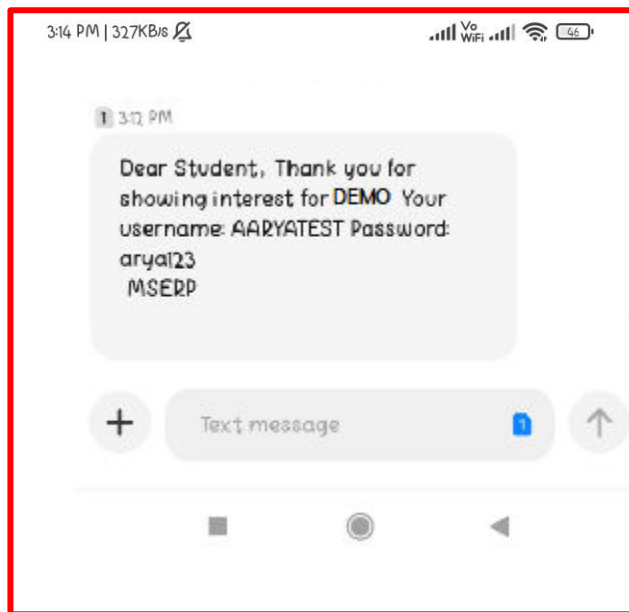 3:14 PM | 327KB/s
Vo
WiFi
46
1 3:12 PM
Dear Student, Thank you for
showing interest for DEMO Your
username: AARYATEST Password:
arya123
MSERP
Text message
1